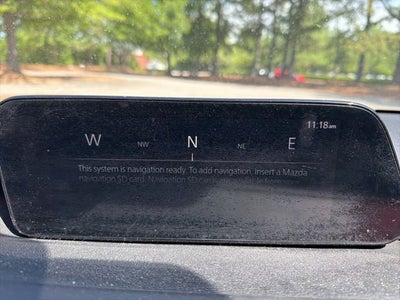 11:18am
W NW N NE E
This system is navigation ready. To add navigation, insert a Mazda
navigation SD card. Navigation SD